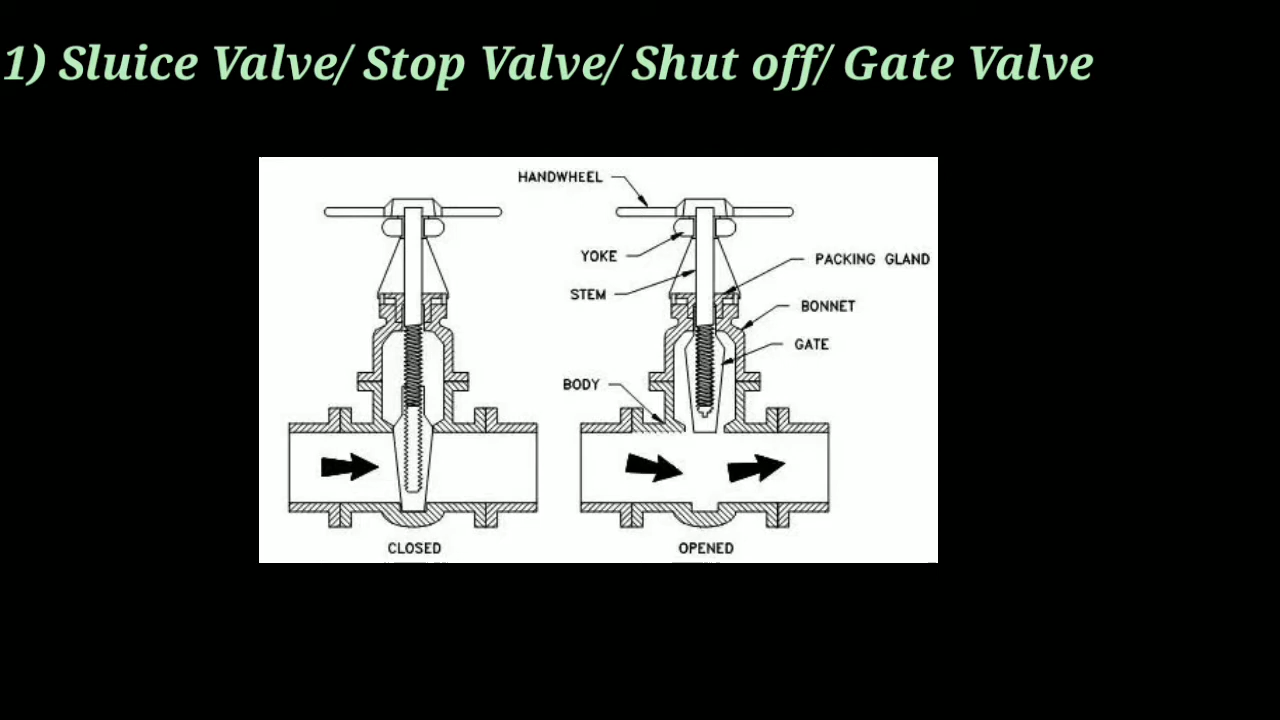 1) Sluice Valve/ Stop Valve/ Shut off/ Gate Valve
HANDWHEEL
YOKE
PACKING GLAND
STEM
BONNET
GATE
BODY
CLOSED
OPENED